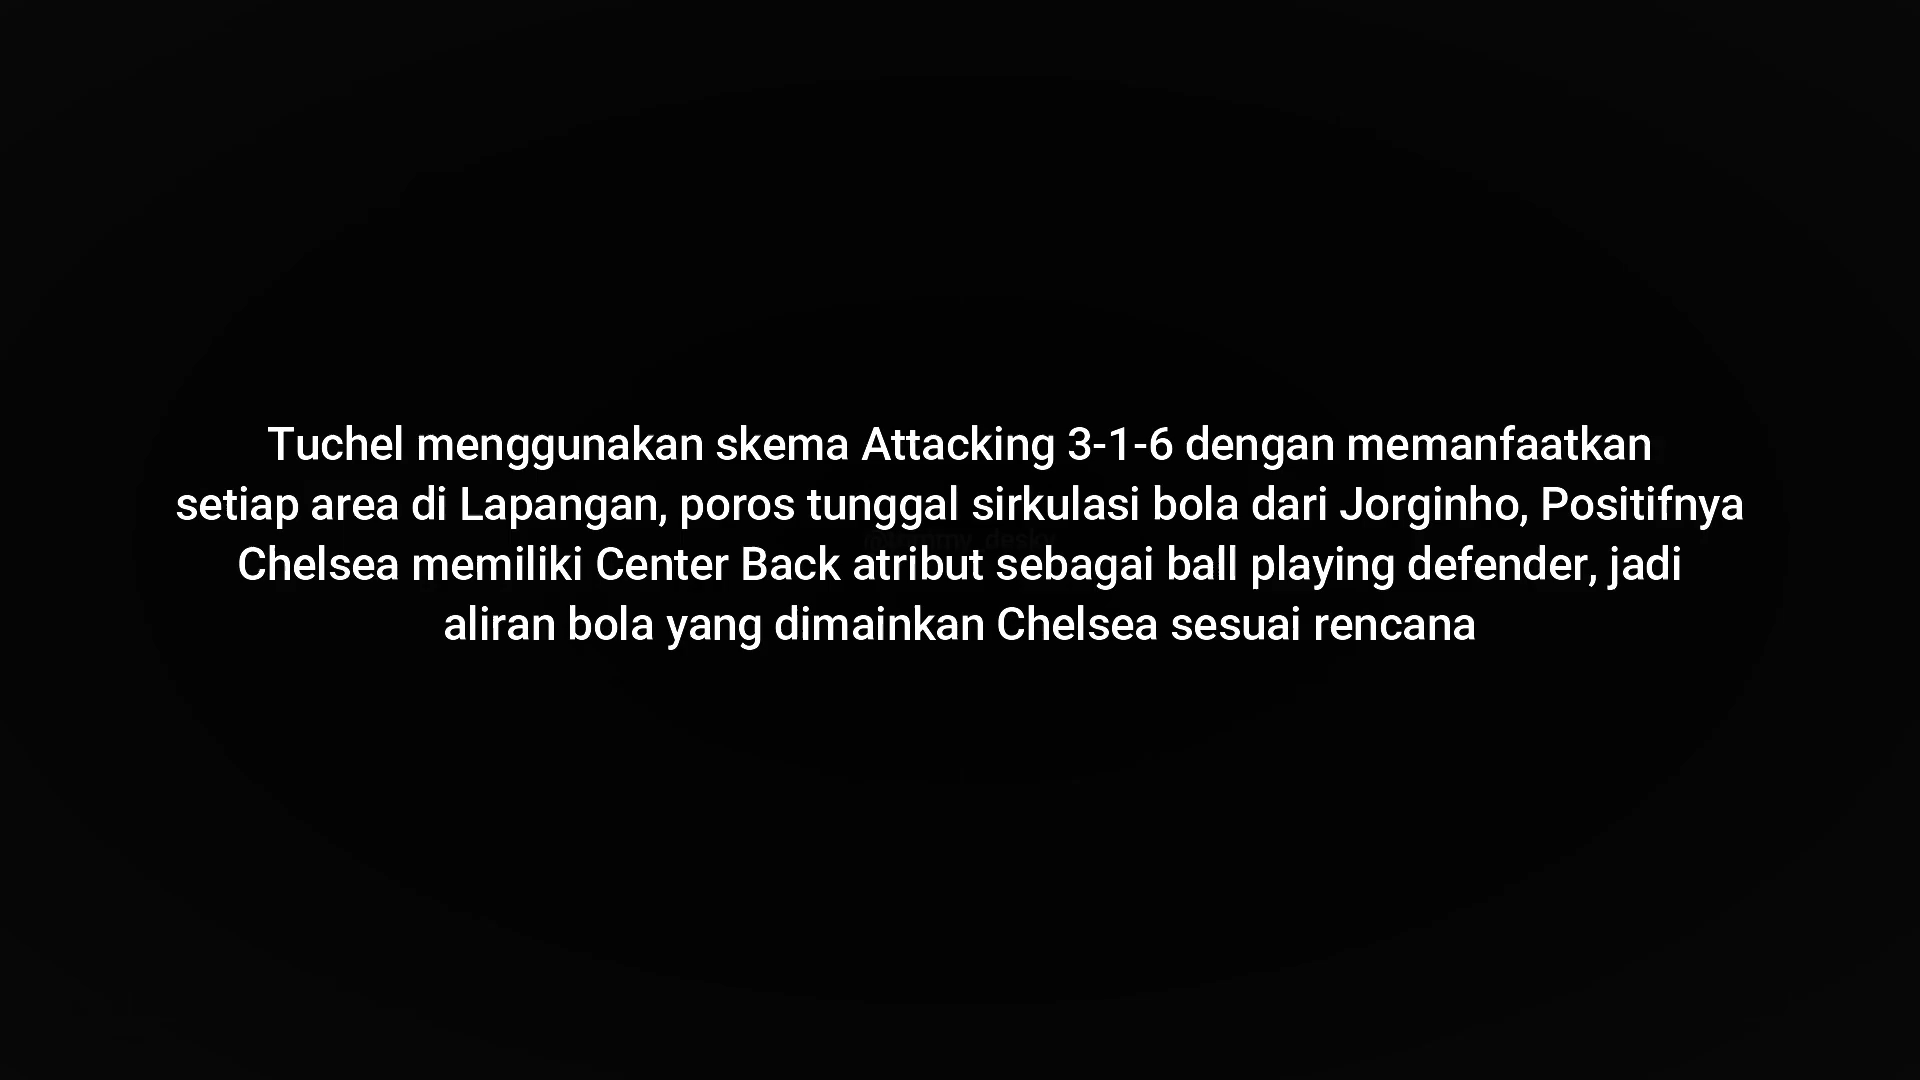 Tuchel menggunakan skema Attacking 3-1-6 dengan memanfaatkan
setiap area di Lapangan, poros tunggal sirkulasi bola dari Jorginho, Positifnya
Chelsea memiliki Center Back atribut sebagai ball playing defender, jadi
aliran bola yang dimainkan Chelsea sesuai rencana